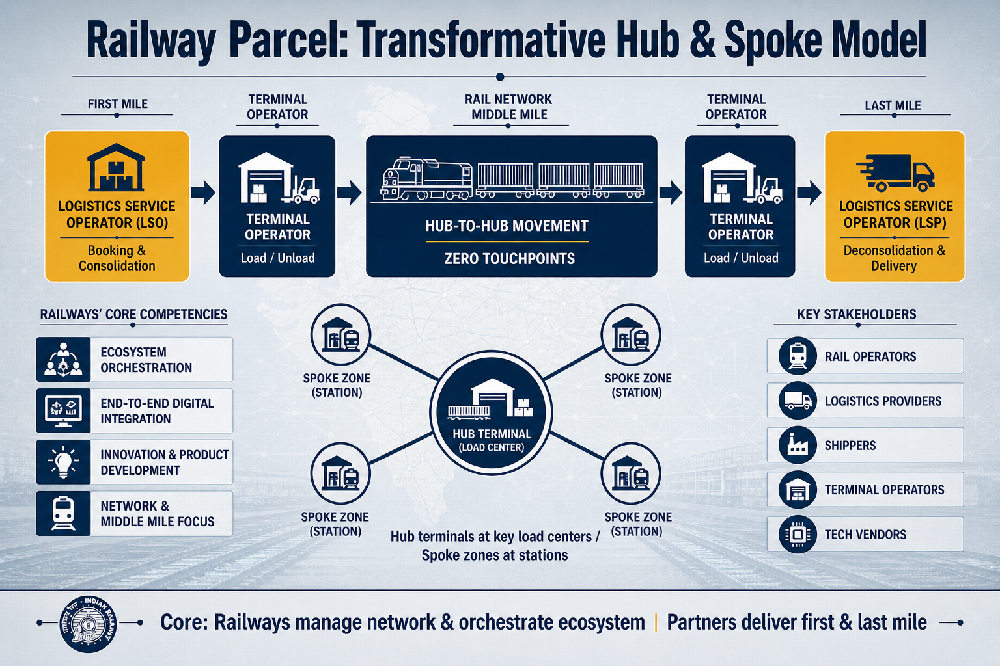 Railway Parcel: Transformative Hub & Spoke Model
FIRST MILE
TERMINAL
OPERATOR
RAIL NETWORK
MIDDLE MILE
TERMINAL
OPERATOR
LAST MILE
LOGISTICS SERVICE
OPERATOR (LSO)
Booking &
Consolidation
TERMINAL
OPERATOR
Load / Unload
HUB-TO-HUB MOVEMENT
ZERO TOUCHPOINTS
TERMINAL
OPERATOR
Load / Unload
LOGISTICS SERVICE
OPERATOR (LSP)
Deconsolidation &
Delivery
RAILWAYS' CORE COMPETENCIES
ECOSYSTEM
ORCHESTRATION
END-TO-END DIGITAL
INTEGRATION
INNOVATION & PRODUCT
DEVELOPMENT
NETWORK &
MIDDLE MILE FOCUS
SPOKE ZONE
(STATION)
SPOKE ZONE
(STATION)
HUB TERMINAL
(LOAD CENTER)
SPOKE ZONE
(STATION)
SPOKE ZONE
(STATION)
Hub terminals at key load centers /
Spoke zones at stations
KEY STAKEHOLDERS
RAIL OPERATORS
LOGISTICS PROVIDERS
SHIPPERS
TERMINAL OPERATORS
TECH VENDORS
INDIAN RAILWAYS
Core: Railways manage network & orchestrate ecosystem | Partners deliver first & last mile